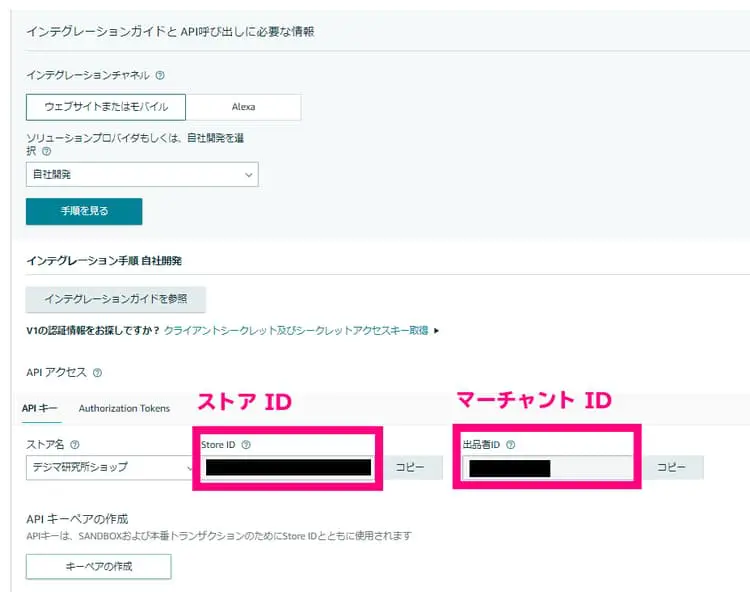 インテグレーションガイドと API呼び出しに必要な情報
インテグレーションチャネル
ウェブサイトまたはモバイル
Alexa
ソリューションプロバイダもしくは、自社開発を選
択
自社開発
手順を見る
インテグレーション手順 自社開発
インテグレーションガイドを参照
V1の認証情報をお探しですか？ クライアントシークレット及びシークレットアクセスキー取得
API アクセス
API キー Authorization Tokens
ストア ID
マーチャント ID
ストア名
Store ID
出品者ID
デジマ研究所ショップ
コピー
コピー
API キーペアの作成
APIキーは、SANDBOXおよび本番トランザクションのためにStore IDとともに使用されます
キーペアの作成